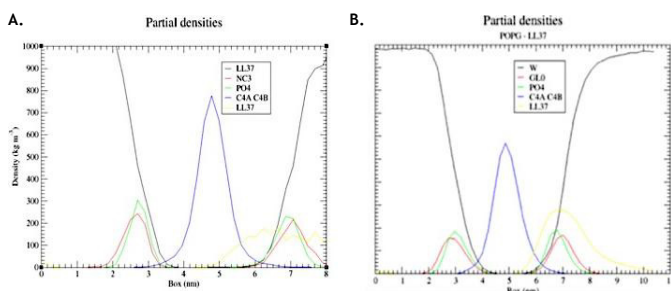 A.
Partial densities
LL37
NC3
PO4
C4A C4B
LL37
Density (kg m⁻³)
1000
900
800
700
600
500
400
300
200
100
0
0 1 2 3 4 5 6 7 8
Box (nm)
B.
Partial densities
POPG - LL37
W
GL0
PO4
C4A C4B
LL37
0 1 2 3 4 5 6 7 8 9 10
Box (nm)